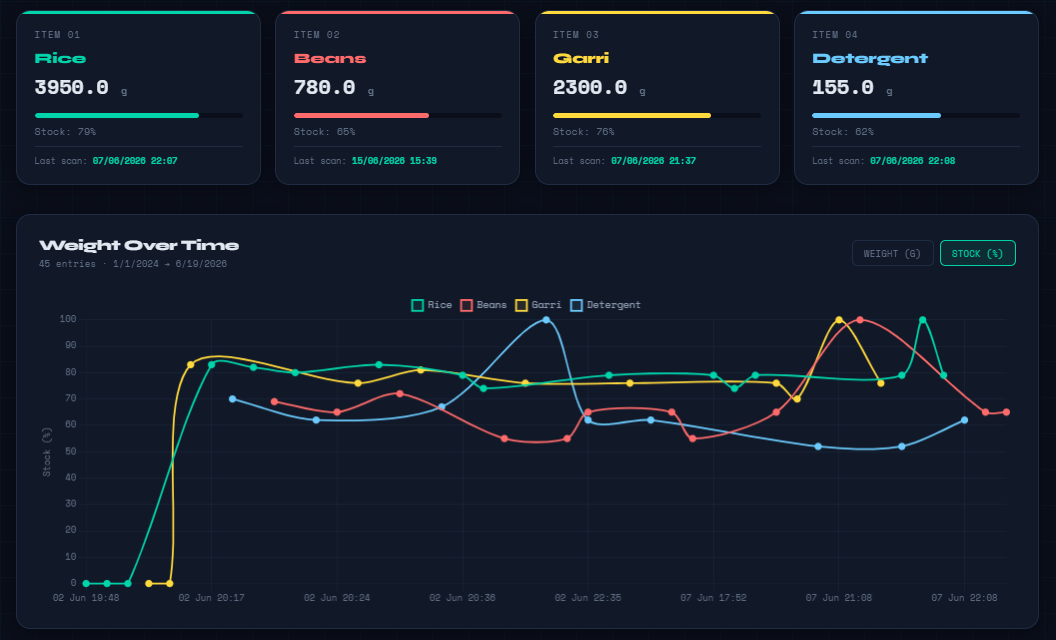 ITEM 01
Rice
3950.0 g
Stock: 79%
Last scan: 07/06/2026 22:07
ITEM 02
Beans
780.0 g
Stock: 65%
Last scan: 15/06/2026 15:39
ITEM 03
Garri
2300.0 g
Stock: 76%
Last scan: 07/06/2026 21:37
ITEM 04
Detergent
155.0 g
Stock: 62%
Last scan: 07/06/2026 22:08
Weight Over Time
45 entries · 1/1/2024 → 6/19/2026
WEIGHT (G)
STOCK (%)
Rice Beans Garri Detergent
Stock (%)
100
90
80
70
60
50
40
30
20
10
0
02 Jun 19:48 02 Jun 20:17 02 Jun 20:24 02 Jun 20:36 02 Jun 22:35 07 Jun 17:52 07 Jun 21:08 07 Jun 22:08